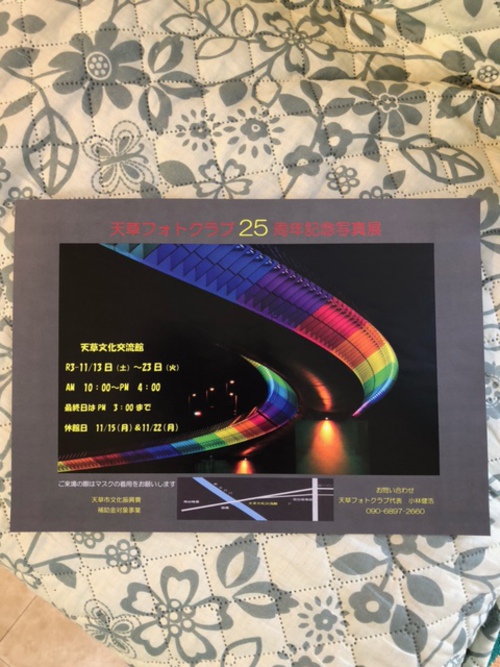 天草フォトクラブ 25 周年記念写真展
天草文化交流館
R3-11/13日(土)～23日(火)
AM 10:00～PM 4:00
最終日はPM 3:00まで
休館日 11/15(月)&11/22(月)
ご来場の際はマスクの着用をお願いします
天草市文化振興費
補助金対象事業
お問い合わせ
天草フォトクラブ代表 小林健浩
090-6897-2660